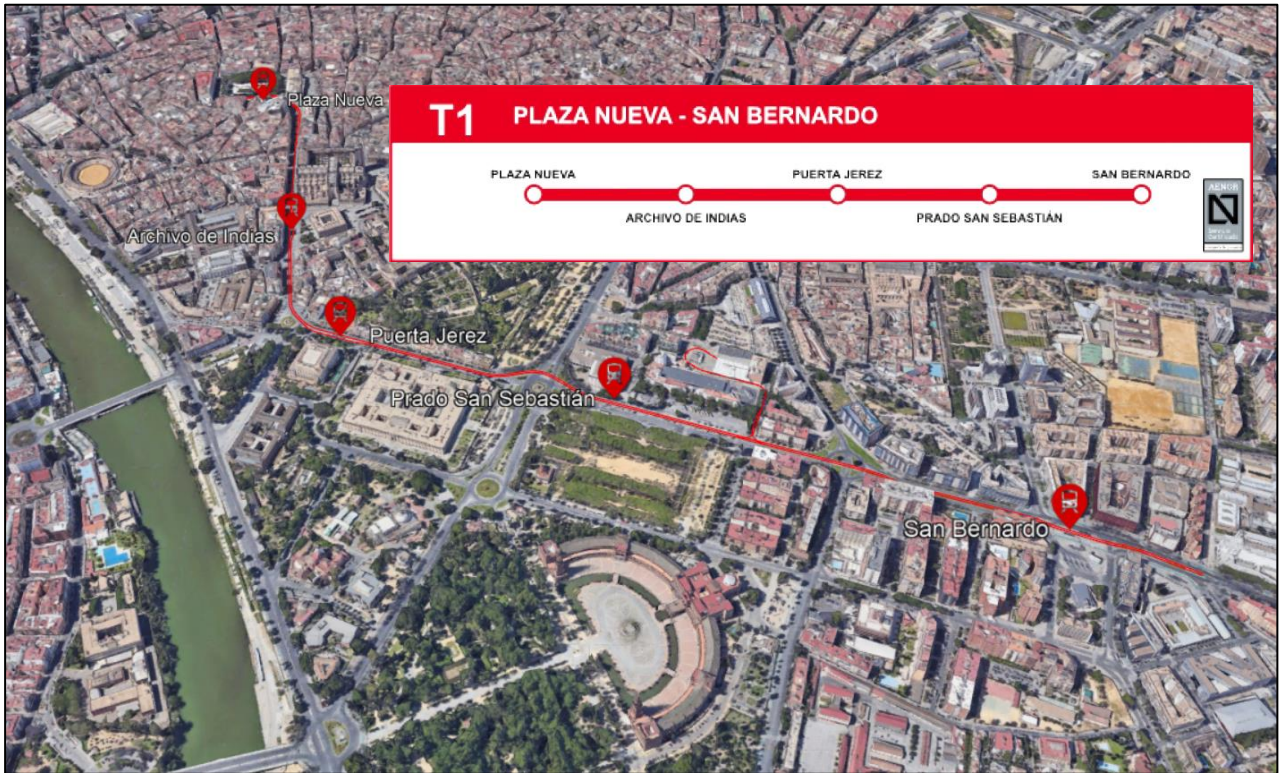 Plaza Nueva
T1 PLAZA NUEVA - SAN BERNARDO
PLAZA NUEVA
PUERTA JEREZ
SAN BERNARDO
ARCHIVO DE INDIAS
PRADO SAN SEBASTIÁN
AENOR
Archivo de Indias
Puerta Jerez
Prado San Sebastián
San Bernardo